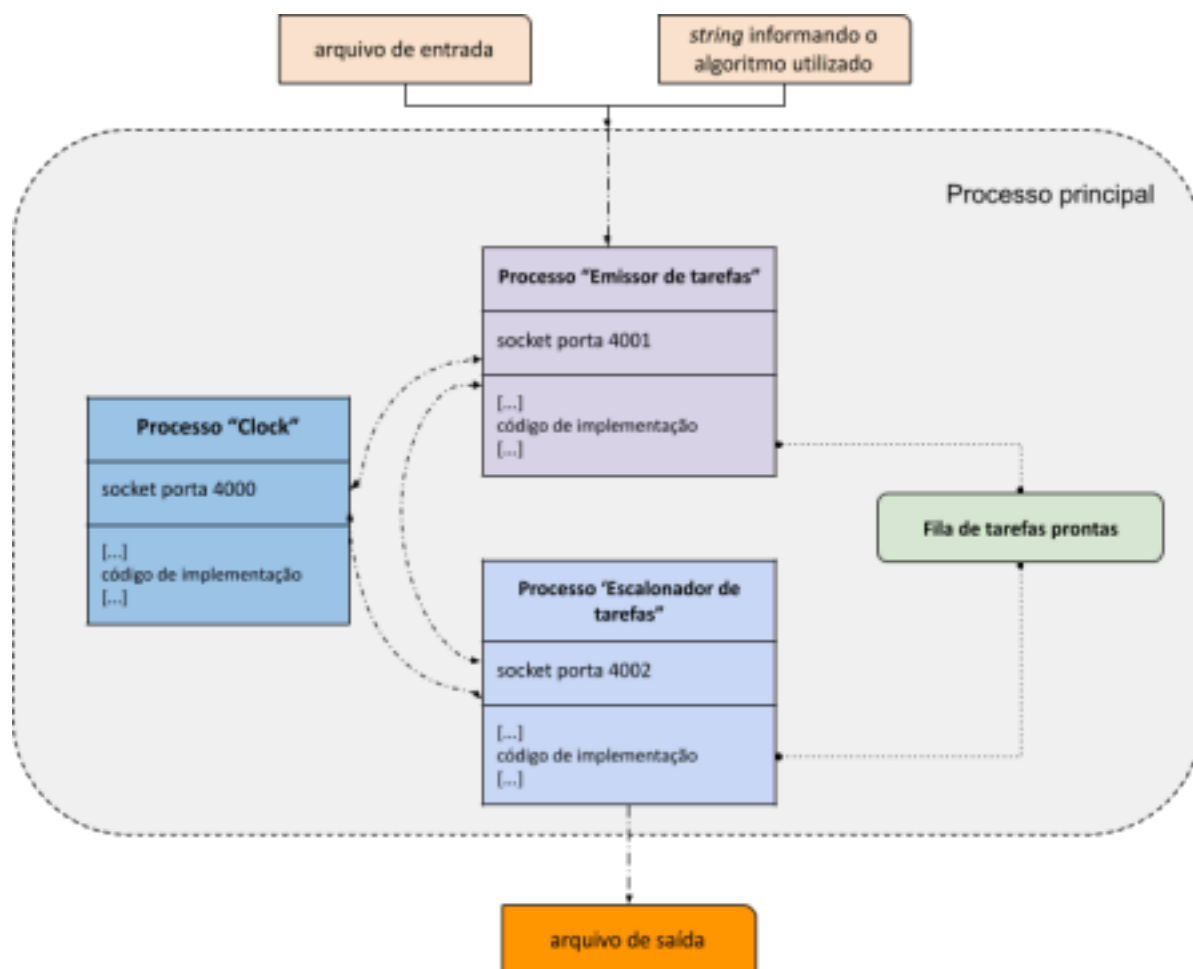 arquivo de entrada
string informando o
algoritmo utilizado
Processo principal
Processo “Emissor de tarefas”
socket porta 4001
[...]
código de implementação
[...]
Processo “Clock”
socket porta 4000
[...]
código de implementação
[...]
Fila de tarefas prontas
Processo ‘Escalonador de
tarefas”
socket porta 4002
[...]
código de implementação
[...]
arquivo de saída